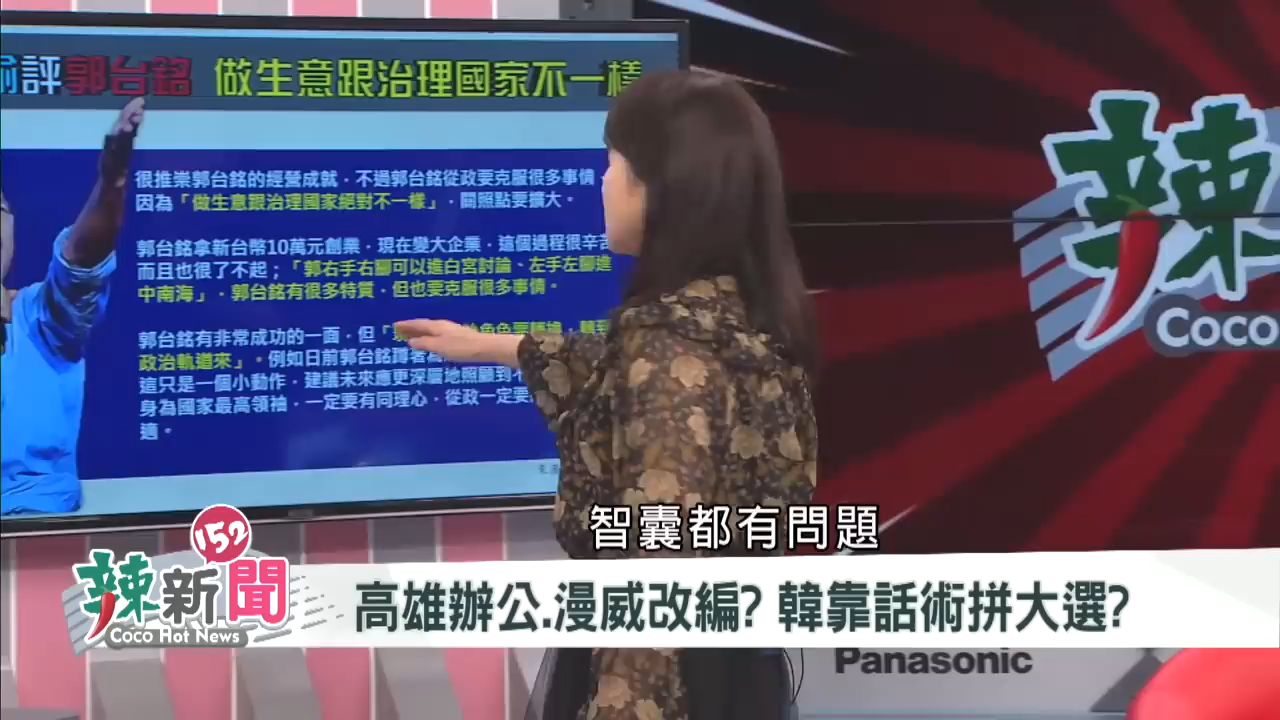 評郭台銘 做生意跟治理國家不一樣
很推崇郭台銘的經營成就,不過郭台銘從政要克服很多事情,
因為「做生意跟治理國家絕對不一樣」,關照點要擴大。
郭台銘拿新台幣10萬元創業,現在變大企業,這個過程很辛苦
而且也很了不起;「郭右手右腳可以進白宮討論、左手左腳進
中南海」,郭台銘有很多特質,但也要克服很多事情。
郭台銘有非常成功的一面,但「
角色要轉換,轉到
政治軌道來」。例如日前郭台銘蹲著為
這只是一個小動作,建議未來應更深層地照顧到不
身為國家最高領袖,一定要有同理心,從政一定要
適。
辣
Coco
智囊都有問題
152
辣新聞
Coco Hot News
高雄辦公.漫威改編? 韓靠話術拼大選?
Panasonic